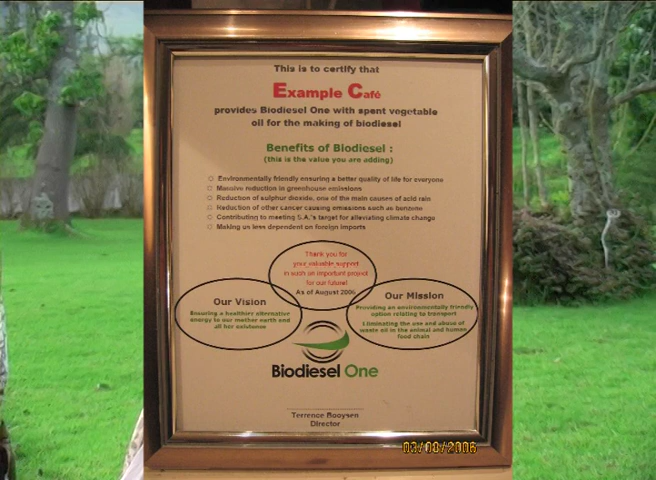 This is to certify that
Example Café
provides Biodiesel One with spent vegetable
oil for the making of biodiesel
Benefits of Biodiesel :
(this is the value you are adding)
Environmentally friendly ensuring a better quality of life for everyone
Massive reduction in greenhouse emissions
Reduction of sulphur dioxide, one of the main causes of acid rain
Reduction of other cancer causing emissions such as benzene
Contributing to meeting S.A.'s target for alleviating climate change
Making us less dependent on foreign imports
Thank you for
your valuable support
in such an important project
for our future!
As of August 2006
Our Vision
Ensuring a healthier alternative
energy to our mother earth and
all her existence
Our Mission
Providing an environmentally friendly
option relating to transport
Eliminating the use and abuse of
waste oil in the animal and human
food chain
Biodiesel One
Terrence Booysen
Director
03/08/2006